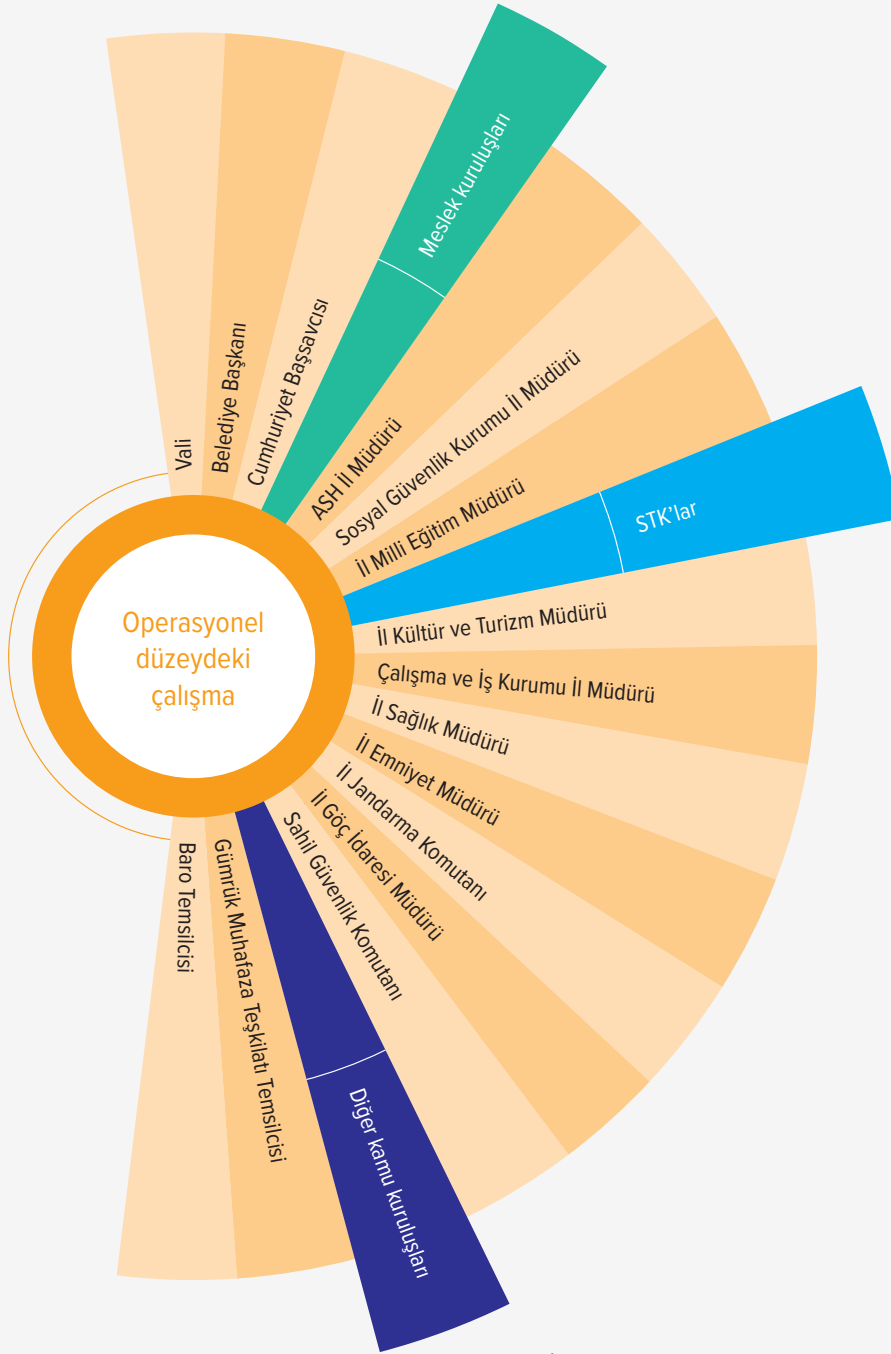 Operasyonel
düzeydeki
çalışma
Vali
Belediye Başkanı
Cumhuriyet Başsavcısı
Meslek kuruluşları
ASH İl Müdürü
Sosyal Güvenlik Kurumu İl Müdürü
İl Milli Eğitim Müdürü
STK'lar
İl Kültür ve Turizm Müdürü
Çalışma ve İş Kurumu İl Müdürü
İl Sağlık Müdürü
İl Emniyet Müdürü
İl Jandarma Komutanı
İl Göç İdaresi Müdürü
Sahil Güvenlik Komutanı
Diğer kamu kuruluşları
Gümrük Muhafaza Teşkilatı Temsilcisi
Baro Temsilcisi